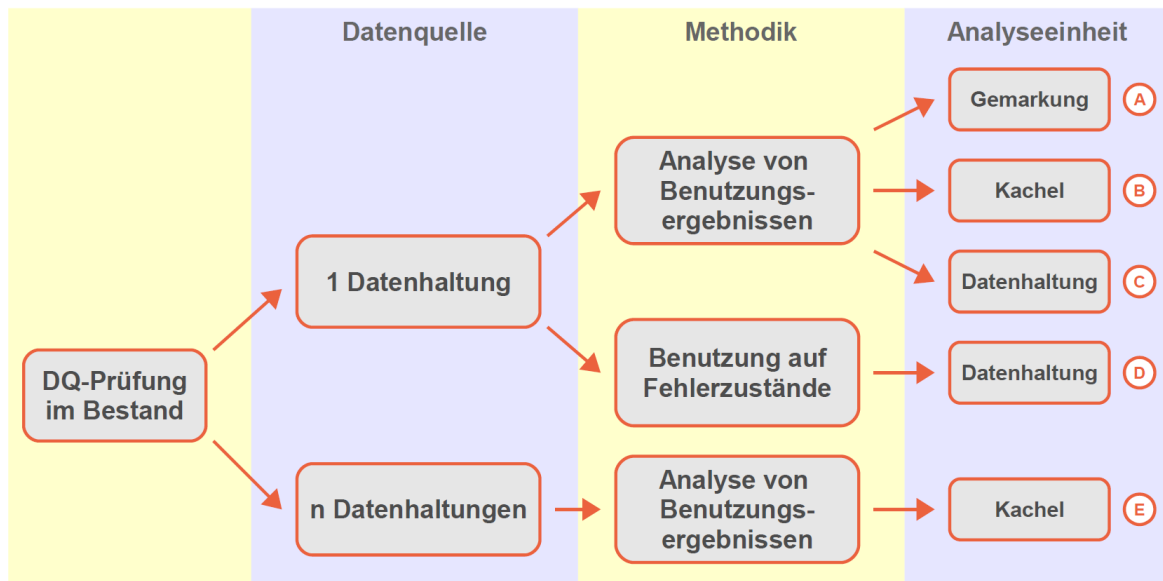 Datenquelle
Methodik
Analyseeinheit
Gemarkung
A
Analyse von
Benutzungs-
ergebnissen
Kachel
B
1 Datenhaltung
Datenhaltung
C
Benutzung auf
Fehlerzustände
Datenhaltung
D
DQ-Prüfung
im Bestand
n Datenhaltungen
Analyse von
Benutzungs-
ergebnissen
Kachel
E